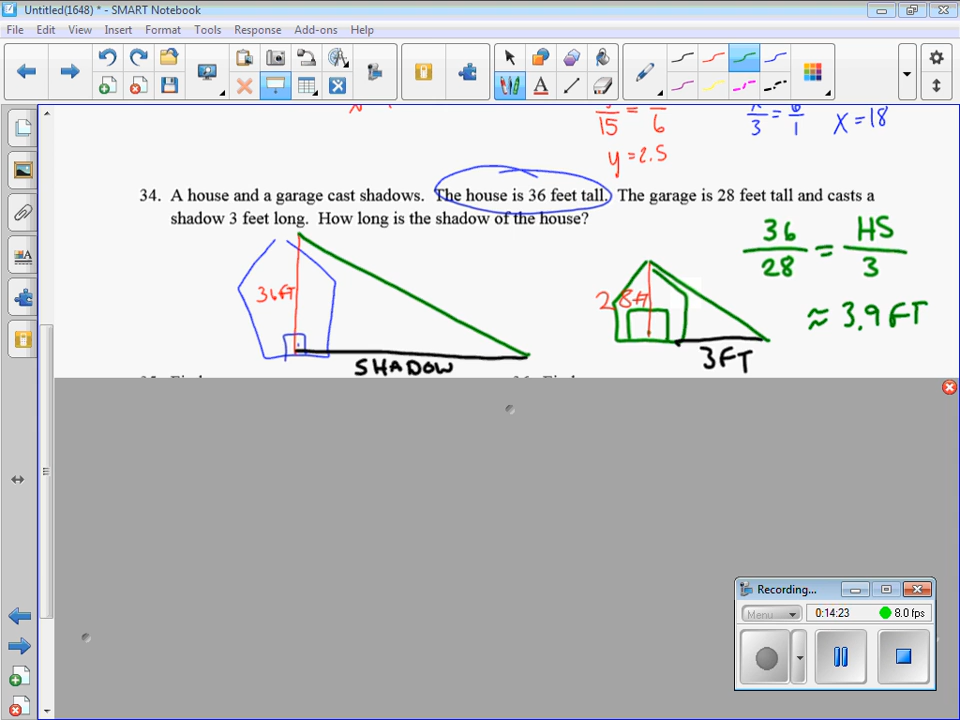 Untitled(1648) * - SMART Notebook
File Edit View Insert Format Tools Response Add-ons Help
15 = 6
y = 2.5
3 = 1
x = 18
34. A house and a garage cast shadows. The house is 36 feet tall. The garage is 28 feet tall and casts a
shadow 3 feet long. How long is the shadow of the house?
36/28 = HS/3
≈ 3.9 FT
36FT
28ft
SHADOW
3FT
Recording...
Menu
0:14:23
8.0 fps